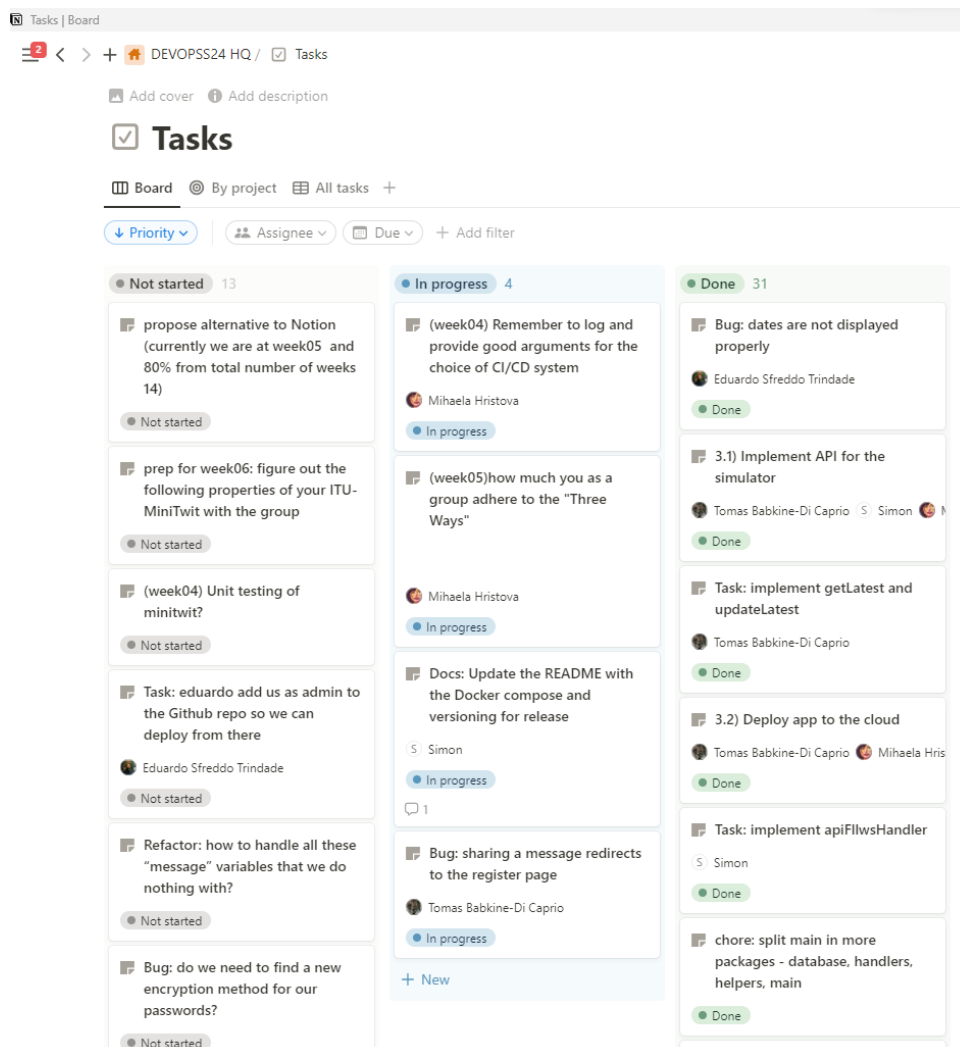 Tasks | Board
2
DEVOPSS24 HQ / Tasks
Add cover Add description
Tasks
Board By project All tasks
Priority Assignee Due Add filter
Not started 13
propose alternative to Notion
(currently we are at week05 and
80% from total number of weeks
14)
Not started
prep for week06: figure out the
following properties of your ITU-
MiniTwit with the group
Not started
(week04) Unit testing of
minitwit?
Not started
Task: eduardo add us as admin to
the Github repo so we can
deploy from there
Eduardo Sfreddo Trindade
Not started
Refactor: how to handle all these
“message” variables that we do
nothing with?
Not started
Bug: do we need to find a new
encryption method for our
passwords?
Not started
In progress 4
(week04) Remember to log and
provide good arguments for the
choice of CI/CD system
Mihaela Hristova
In progress
(week05)how much you as a
group adhere to the "Three
Ways"
Mihaela Hristova
In progress
Docs: Update the README with
the Docker compose and
versioning for release
S Simon
In progress
1
Bug: sharing a message redirects
to the register page
Tomas Babkine-Di Caprio
In progress
New
Done 31
Bug: dates are not displayed
properly
Eduardo Sfreddo Trindade
Done
3.1) Implement API for the
simulator
Tomas Babkine-Di Caprio S Simon
Done
Task: implement getLatest and
updateLatest
Tomas Babkine-Di Caprio
Done
3.2) Deploy app to the cloud
Tomas Babkine-Di Caprio Mihaela Hris
Done
Task: implement apiFllwsHandler
S Simon
Done
chore: split main in more
packages - database, handlers,
helpers, main
Done